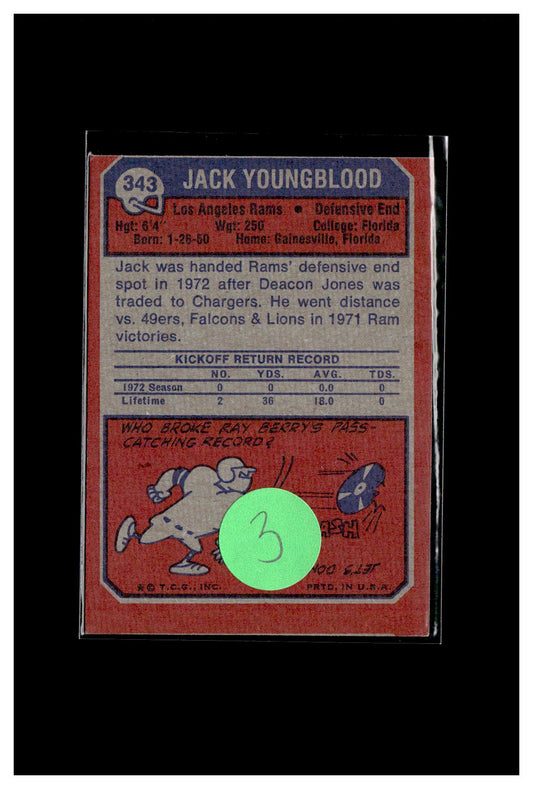 343 JACK YOUNGBLOOD
Los Angeles Rams • Defensive End
Hgt: 6'4" Wgt: 250 College: Florida
Born: 1-26-50 Home: Gainesville, Florida
Jack was handed Rams' defensive end
spot in 1972 after Deacon Jones was
traded to Chargers. He went distance
vs. 49ers, Falcons & Lions in 1971 Ram
victories.
KICKOFF RETURN RECORD
NO. YDS. AVG. TDS.
1972 Season 0 0 0.0 0
Lifetime 2 36 18.0 0
WHO BROKE RAY BERRY'S PASS-
CATCHING RECORD?
3
JET'S DON
★ © T.C.G., INC. PRTD. IN U.S.A.